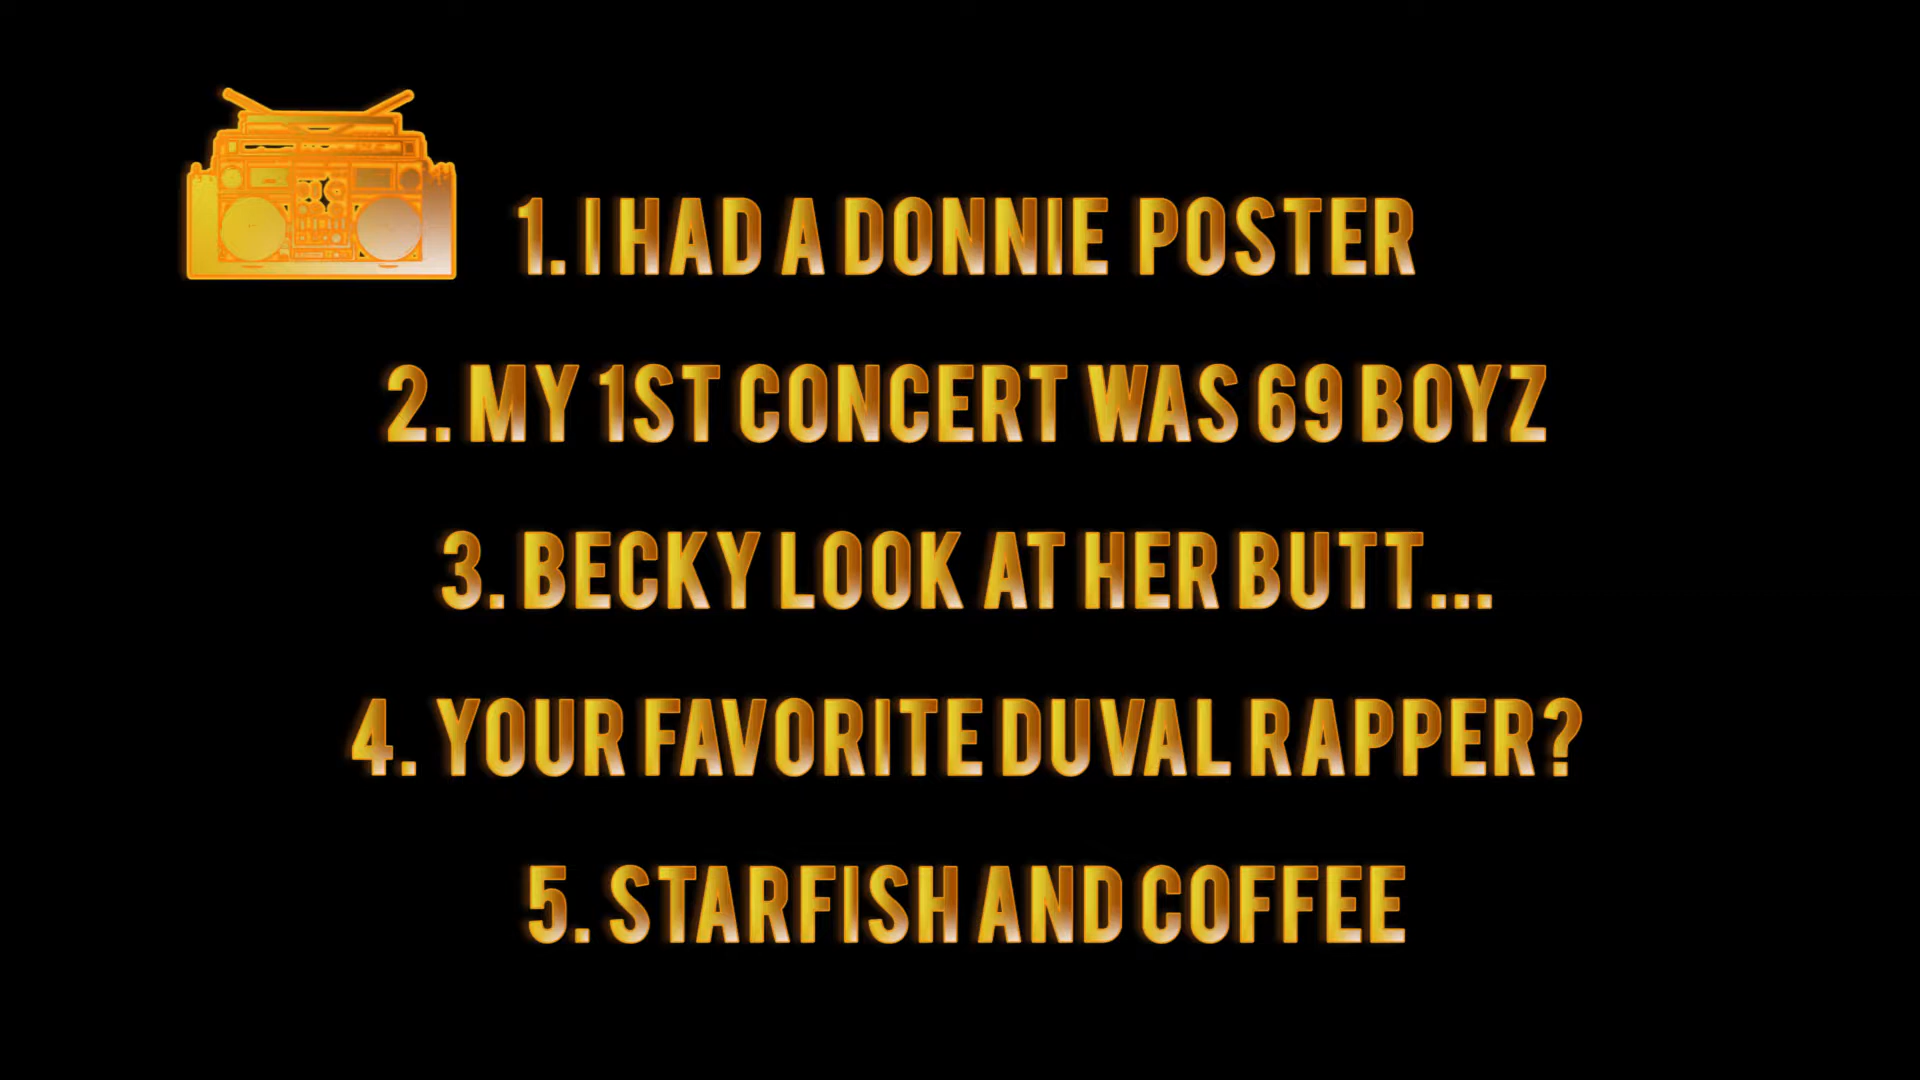 1. I HAD A DONNIE POSTER
2. MY 1ST CONCERT WAS 69 BOYZ
3. BECKY LOOK AT HER BUTT...
4. YOUR FAVORITE DUVAL RAPPER?
5. STARFISH AND COFFEE